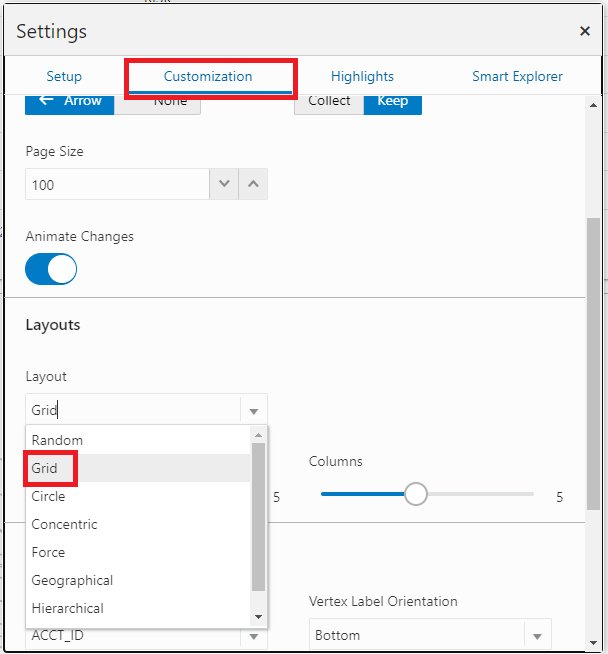 Settings
Setup Customization Highlights Smart Explorer
Arrow None Collect Keep
Page Size
100
Animate Changes
Layouts
Layout
Grid
Random
Grid
Circle
Concentric
Force
Geographical
Hierarchical
5
Columns
5
ACCT_ID
Vertex Label Orientation
Bottom